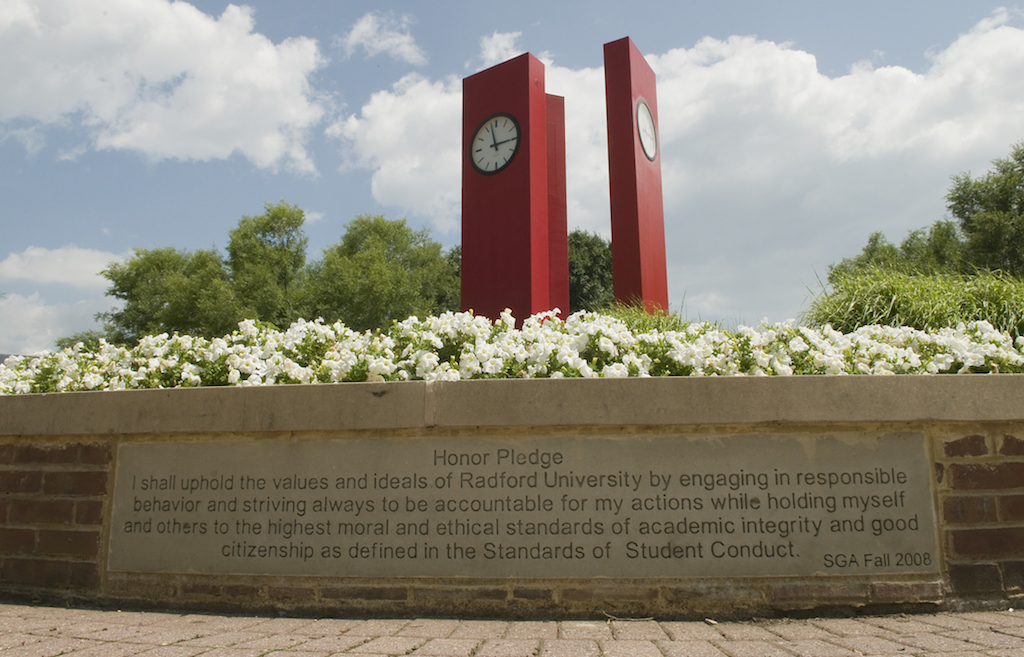 Honor Pledge
I shall uphold the values and ideals of Radford University by engaging in responsible
behavior and striving always to be accountable for my actions while holding myself
and others to the highest moral and ethical standards of academic integrity and good
citizenship as defined in the Standards of Student Conduct.
SGA Fall 2008